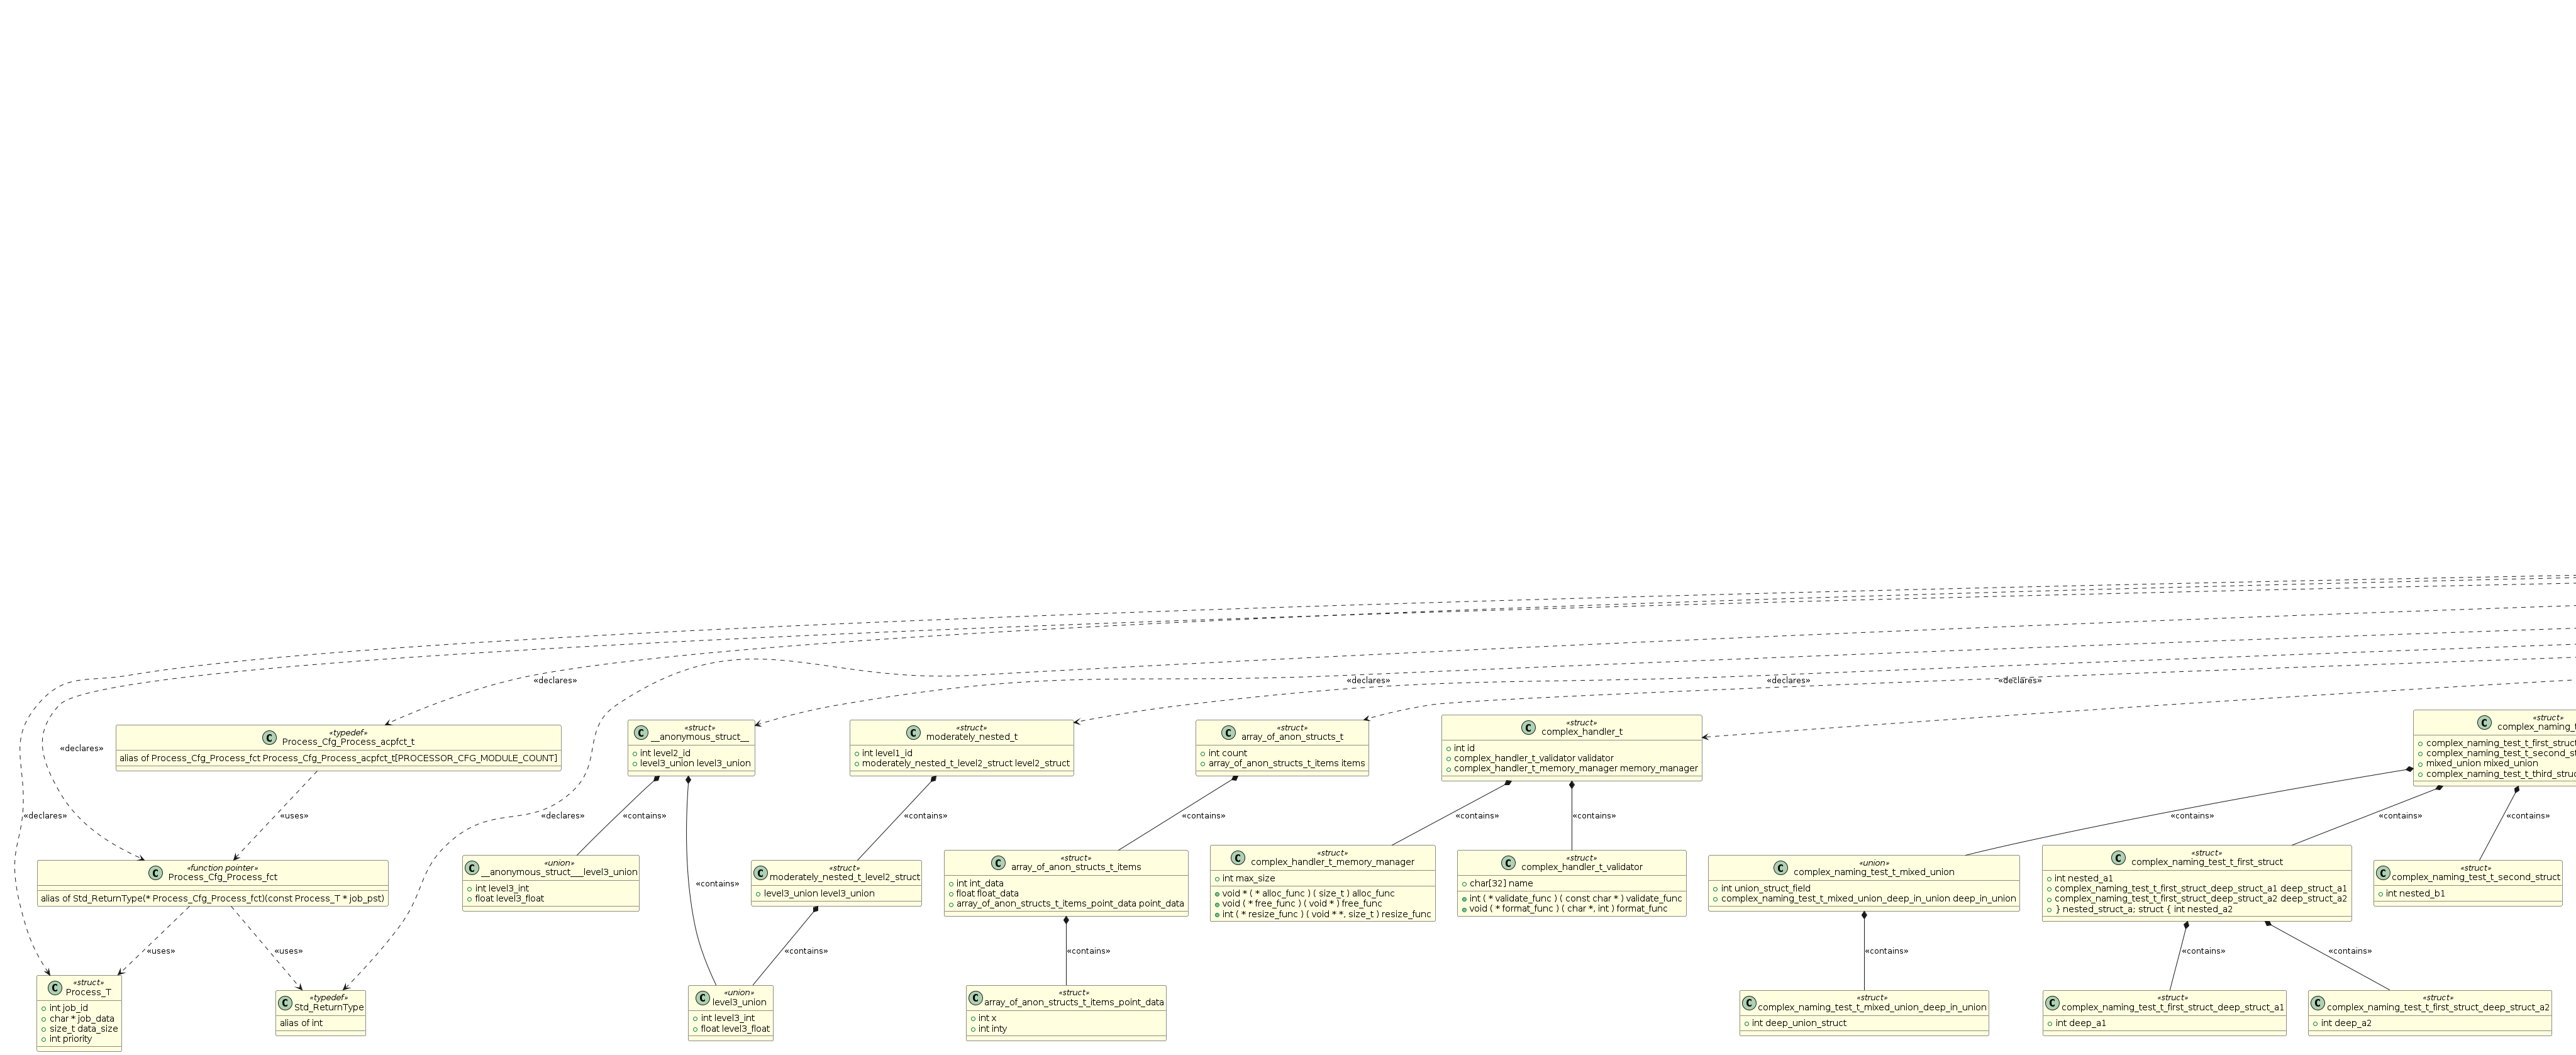 «declares»
«declares»
«declares»
«declares»
«struct»
complex_naming_t
complex_naming_test_t_first_struct
complex_naming_test_t_second_st
mixed_union mixed_union
complex_naming_test_t_third_struc
«struct»
complex_handler_t
int id
complex_handler_t_validator validator
complex_handler_t_memory_manager memory_manager
«struct»
__anonymous_struct__
int level2_id
level3_union level3_union
«struct»
moderately_nested_t
int level1_id
moderately_nested_t_level2_struct level2_struct
«struct»
array_of_anon_structs_t
int count
array_of_anon_structs_t_items items
«typedef»
Process_Cfg_Process_acpfct_t
alias of Process_Cfg_Process_fct Process_Cfg_Process_acpfct_t[PROCESSOR_CFG_MODULE_COUNT]
«declares»
«declares»
«uses»
«declares»
«contains»
«contains»
«contains»
«contains»
«contains»
«contains»
«contains»
«contains»
«function pointer»
Process_Cfg_Process_fct
alias of Std_ReturnType(* Process_Cfg_Process_fct)(const Process_T * job_pst)
«union»
__anonymous_struct___level3_union
int level3_int
float level3_float
«contains»
«struct»
moderately_nested_t_level2_struct
level3_union level3_union
«struct»
array_of_anon_structs_t_items
int int_data
float float_data
array_of_anon_structs_t_items_point_data point_data
«struct»
complex_handler_t_memory_manager
int max_size
void * ( * alloc_func ) ( size_t ) alloc_func
void ( * free_func ) ( void * ) free_func
int ( * resize_func ) ( void * *, size_t ) resize_func
«struct»
complex_handler_t_validator
char[32] name
int ( * validate_func ) ( const char * ) validate_func
void ( * format_func ) ( char *, int ) format_func
«union»
complex_naming_test_t_mixed_union
int union_struct_field
complex_naming_test_t_mixed_union_deep_in_union deep_in_union
«struct»
complex_naming_test_t_first_struct
int nested_a1
complex_naming_test_t_first_struct_deep_struct_a1 deep_struct_a1
complex_naming_test_t_first_struct_deep_struct_a2 deep_struct_a2
} nested_struct_a; struct { int nested_a2
«struct»
complex_naming_test_t_second_struct
int nested_b1
«uses»
«uses»
«contains»
«contains»
«contains»
«contains»
«contains»
«struct»
Process_T
int job_id
char * job_data
size_t data_size
int priority
«typedef»
Std_ReturnType
alias of int
«union»
level3_union
int level3_int
float level3_float
«struct»
array_of_anon_structs_t_items_point_data
int x
int inty
«struct»
complex_naming_test_t_mixed_union_deep_in_union
int deep_union_struct
«struct»
complex_naming_test_t_first_struct_deep_struct_a1
int deep_a1
«struct»
complex_naming_test_t_first_struct_deep_struct_a2
int deep_a2